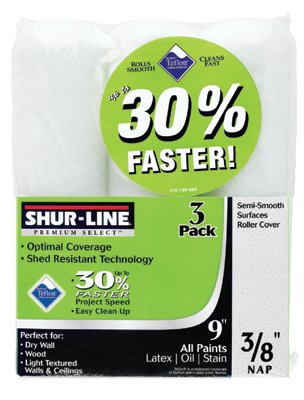 ROLLS SMOOTH
Teflon
CLEANS FAST
up to
30%
FASTER!
SHUR-LINE
PREMIUM SELECT
3 Pack
Semi-Smooth
Surfaces
Roller Cover
• Optimal Coverage
• Shed Resistant Technology
Teflon
• Up To
30%
FASTER
Project Speed
• Easy Clean Up
Perfect for:
• Dry Wall
• Wood
• Light Textured
Walls & Ceilings
9"
All Paints
Latex | Oil | Stain
3/8"
NAP